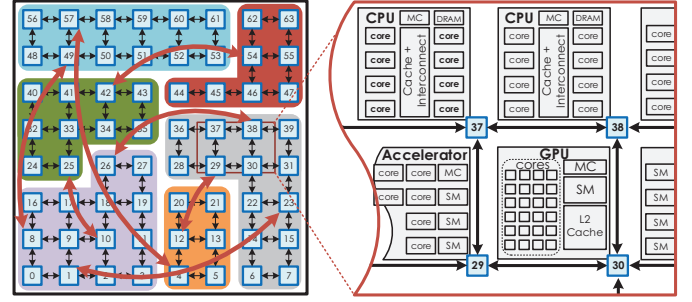 56 57 58 59 60 61 62 63
48 49 50 51 52 53 54 55
40 41 42 43 44 45 46 47
32 33 34 35 36 37 38 39
24 25 26 27 28 29 30 31
16 18 19 20 21 22 23
8 9 10 11 12 13 15
0 1 2 3 4 5 6 7
CPU MC DRAM
core
core
core
core
Cache +
Interconnect
core
core
core
core
CPU MC DRAM
core
core
core
core
Cache +
Interconnect
core
core
core
core
core
core
core
core
37
38
Accelerator
core core MC
core core SM
core SM
core SM
GPU
cores
MC
SM
L2
Cache
SM
SM
SM
SM
29
30